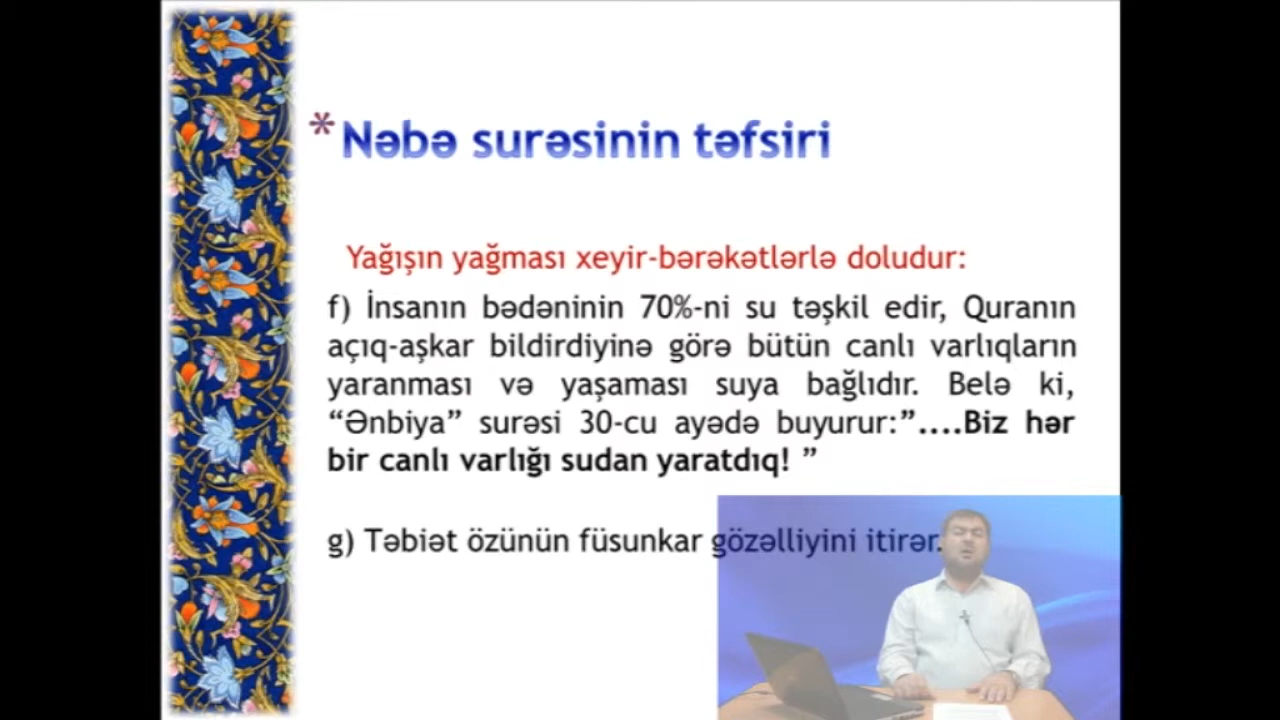 * Nəbə surəsinin təfsiri
Yağışın yağması xeyir-bərəkətlərlə doludur:
f) İnsanın bədəninin 70%-ni su təşkil edir, Quranın
açıq-aşkar bildirdiyinə görə bütün canlı varlıqların
yaranması və yaşaması suya bağlıdır. Belə ki,
“Ənbiya” surəsi 30-cu ayədə buyurur:”....Biz hər
bir canlı varlığı sudan yaratdıq! ”
g) Təbiət özünün füsunkar gözəlliyini itirər.